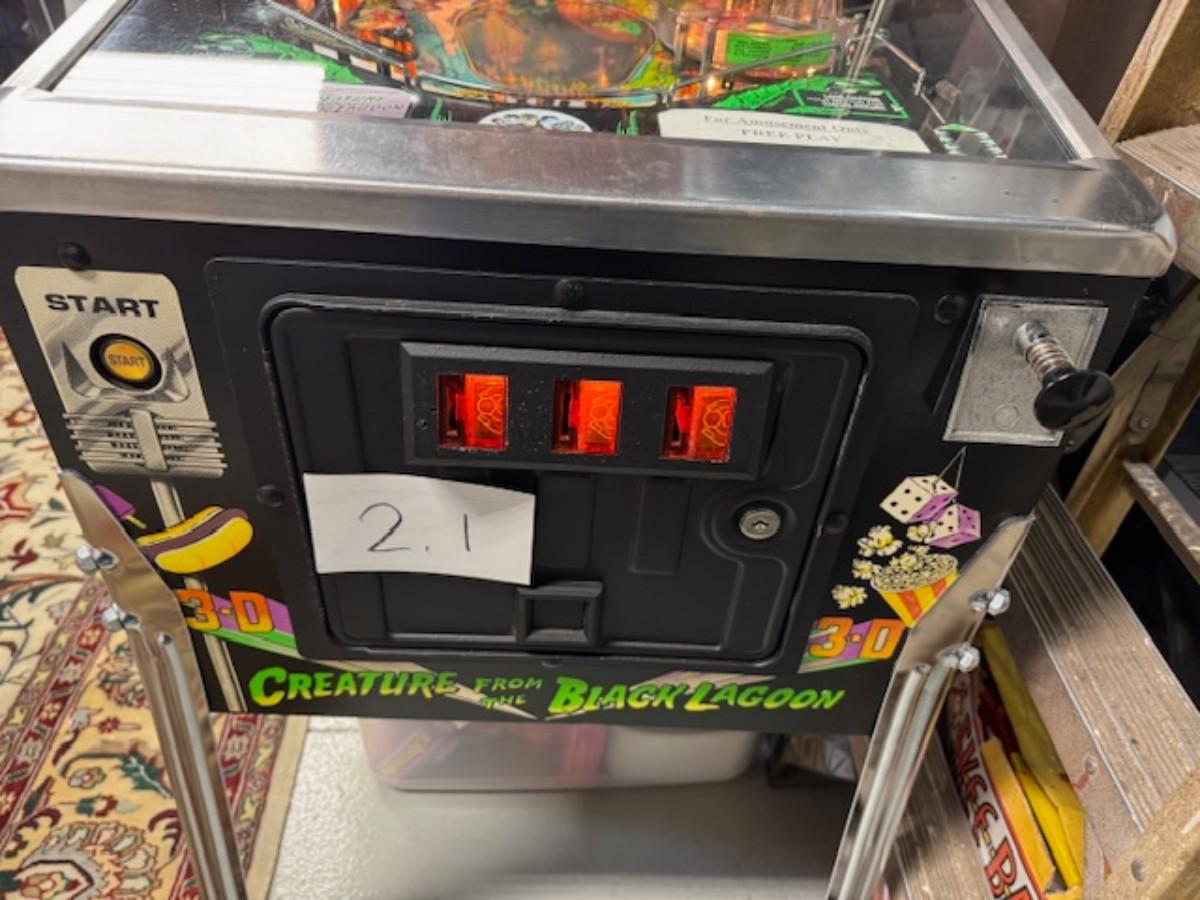 For Amusement Only
FREE PLAY
START
START
2.1
3-D
3-D
CREATURE FROM THE BLACK LAGOON